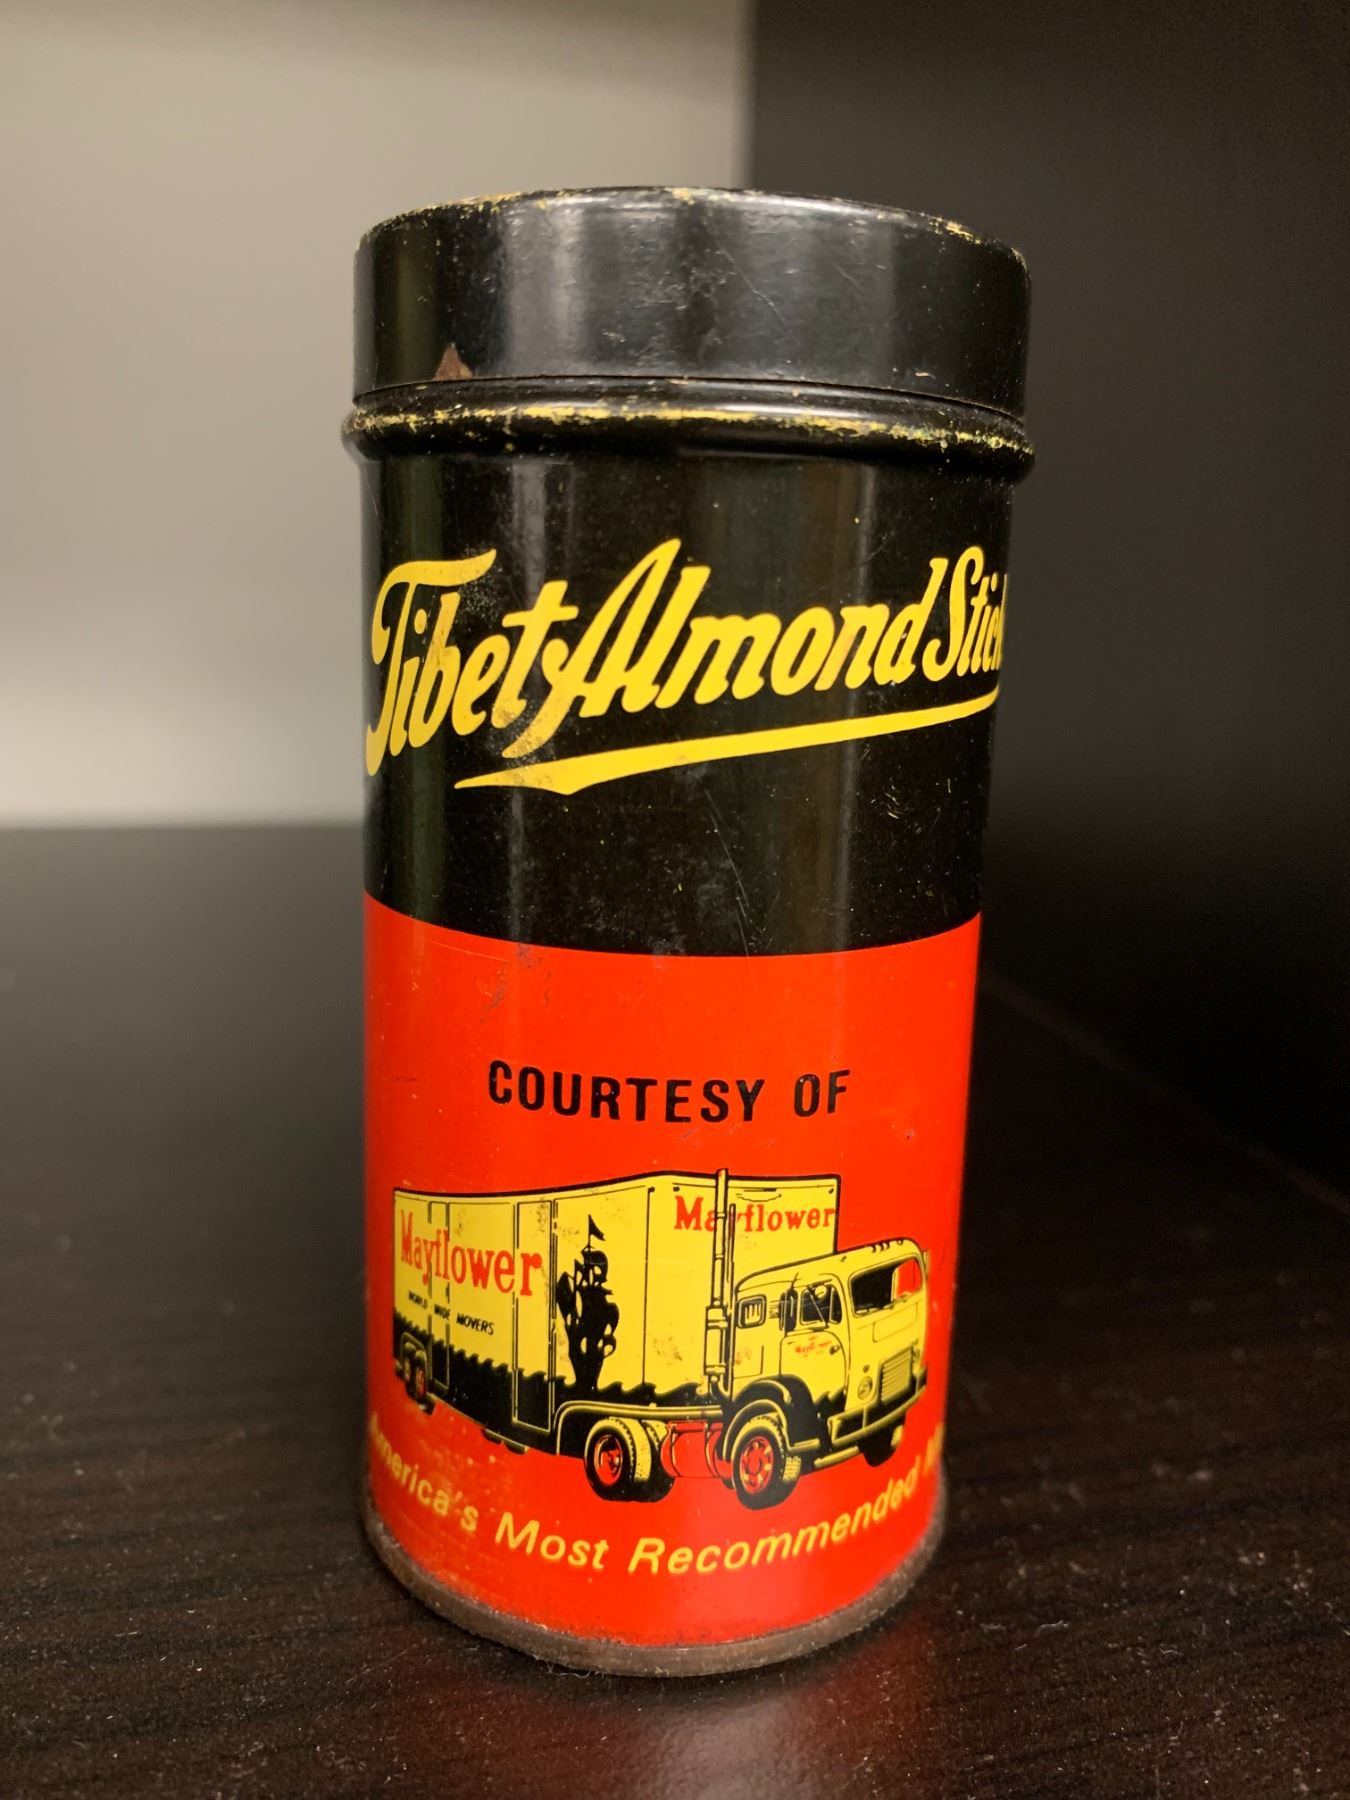 Tibet Almond Stick
COURTESY OF
Mayflower
Mayflower
WORLD WIDE MOVERS
America's Most Recommended